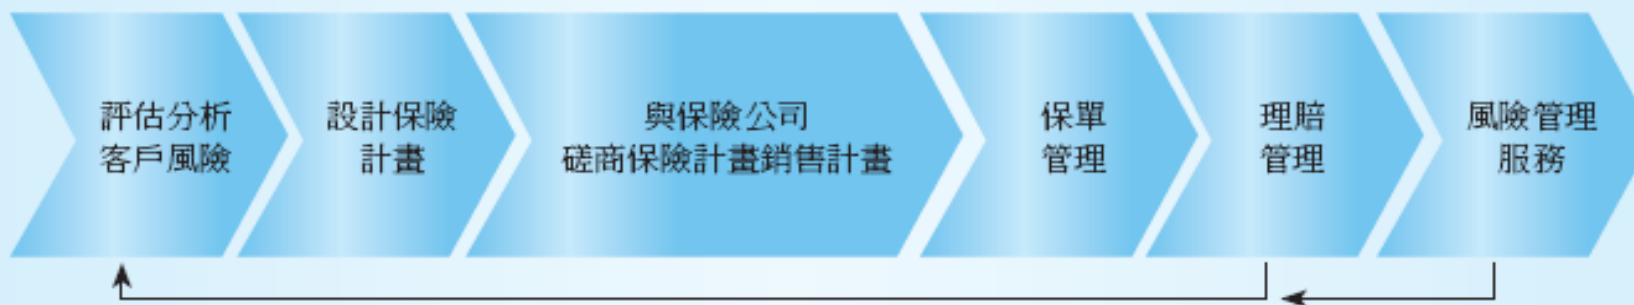 評估分析
客戶風險
設計保險
計畫
與保險公司
磋商保險計畫銷售計畫
保單
管理
理賠
管理
風險管理
服務